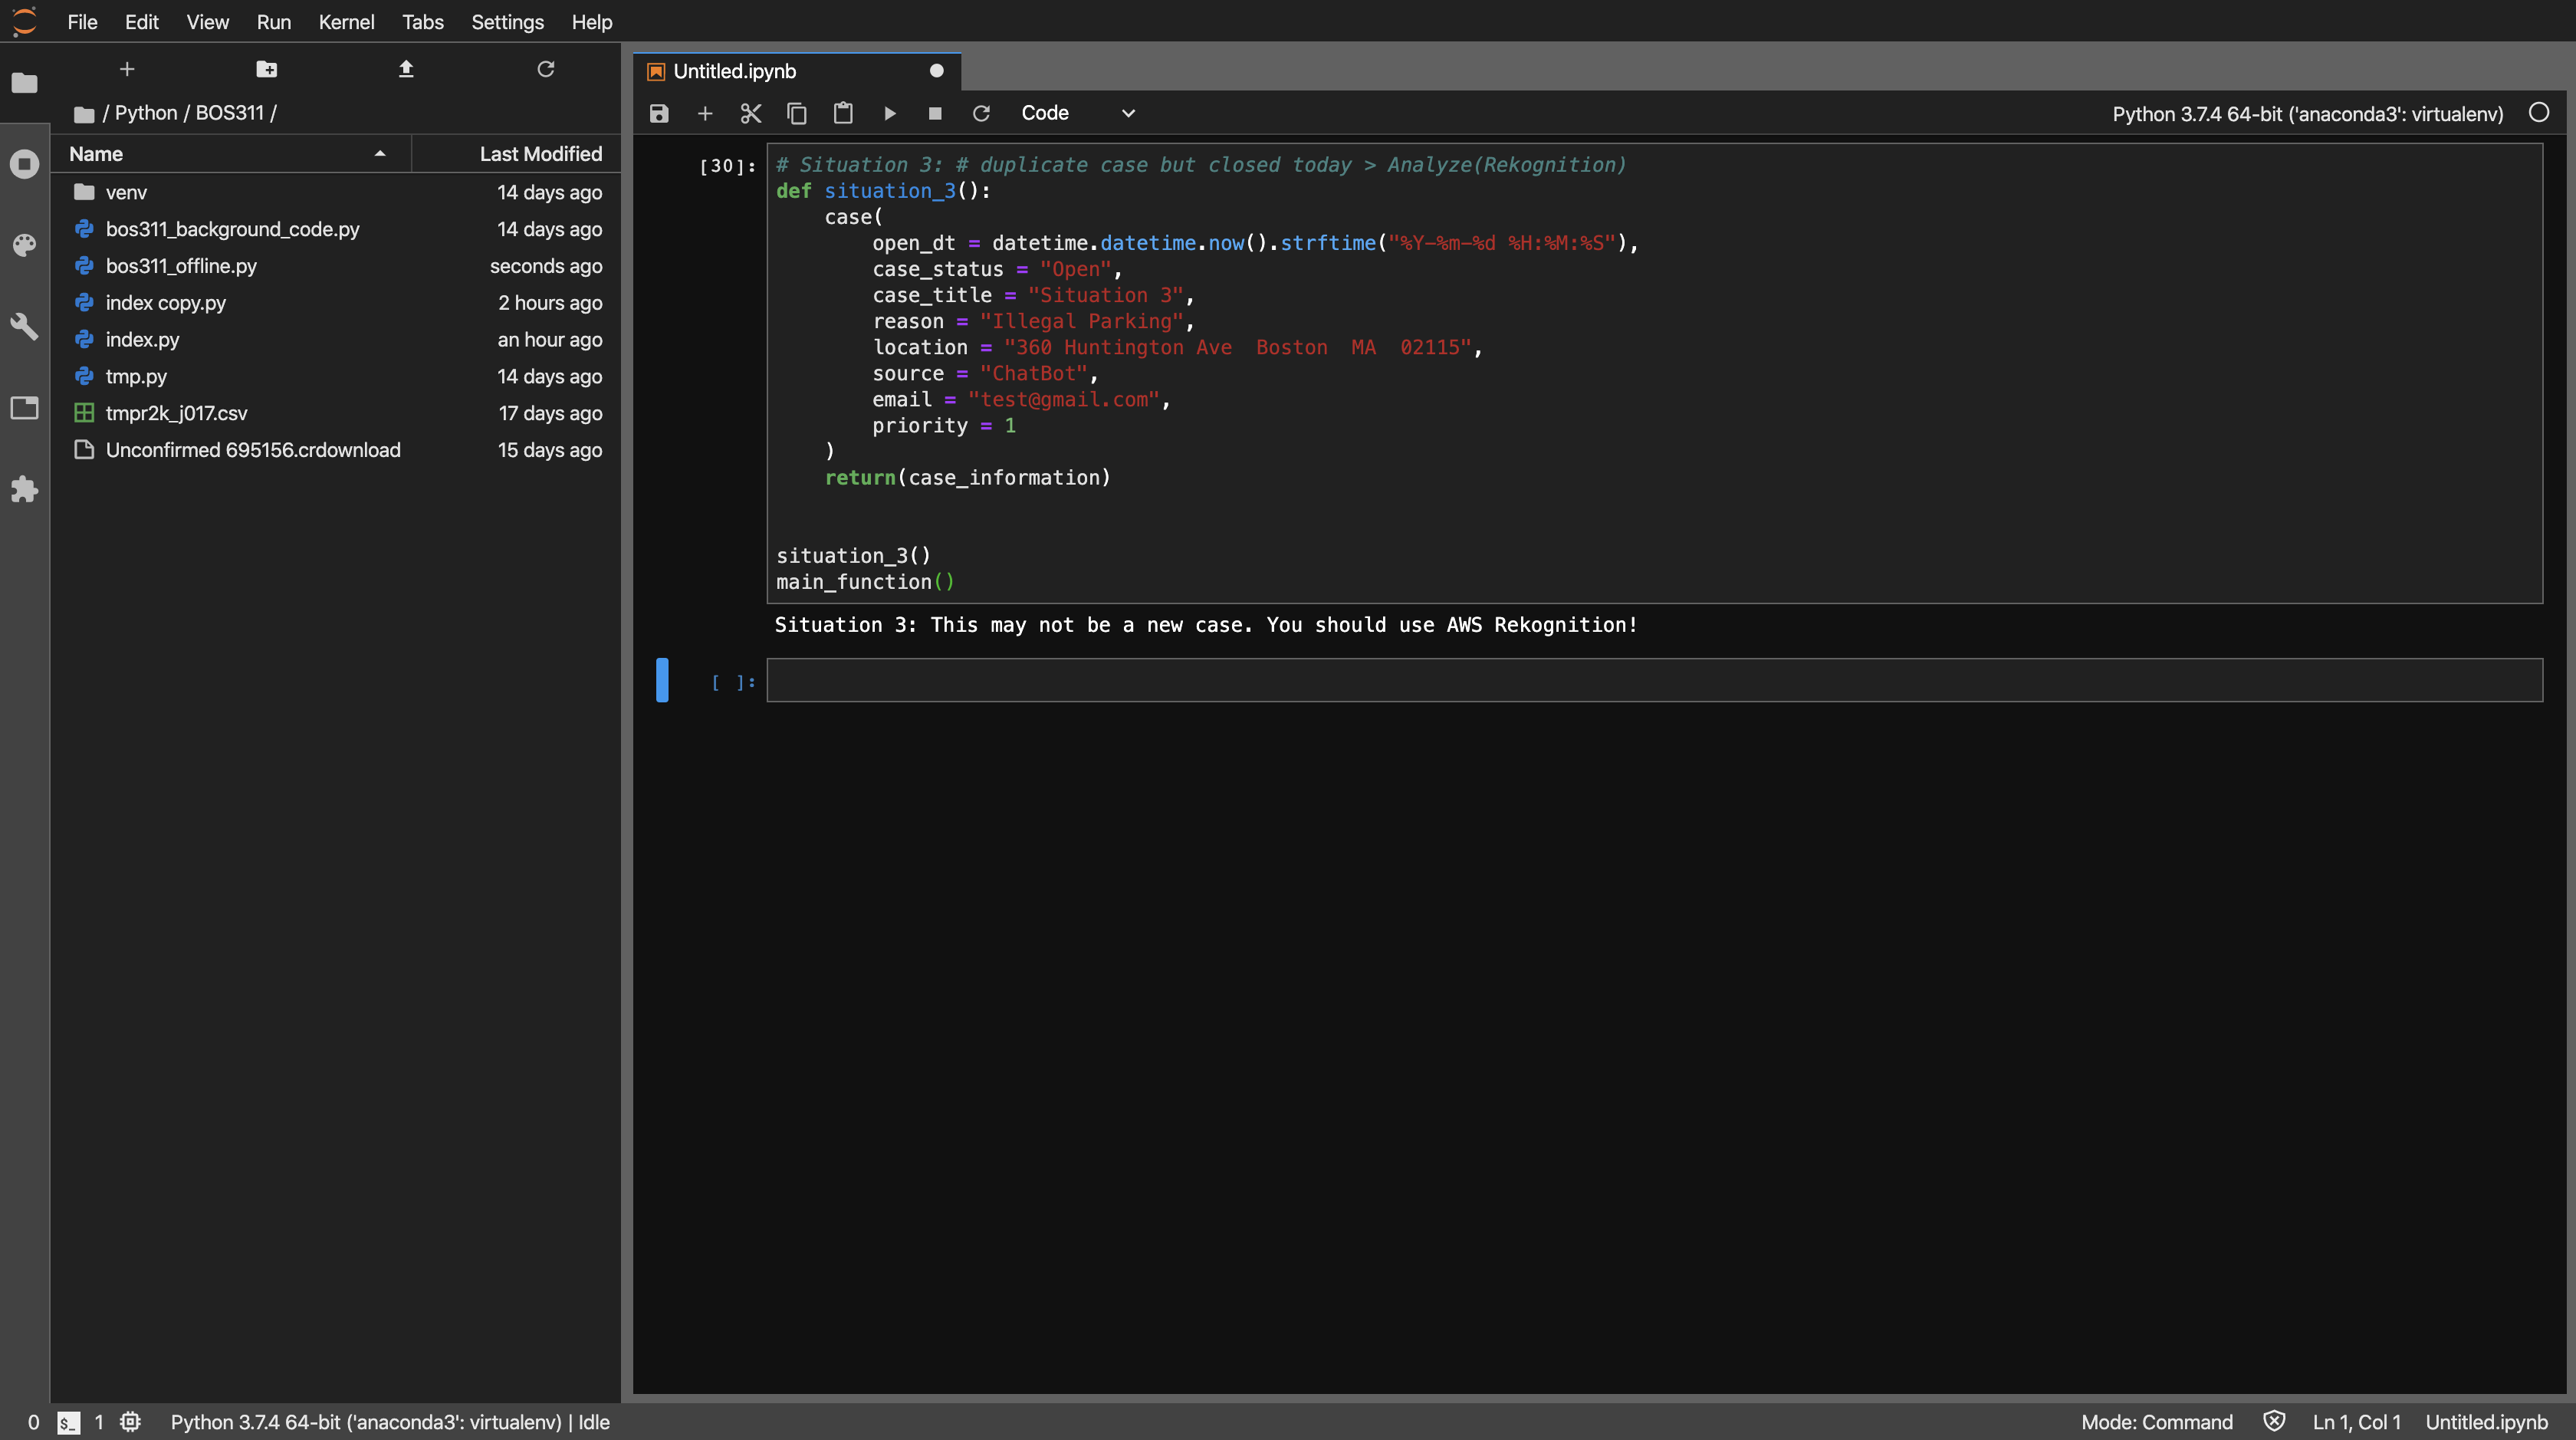 File Edit View Run Kernel Tabs Settings Help
/ Python / BOS311 /
Name Last Modified
venv 14 days ago
bos311_background_code.py 14 days ago
bos311_offline.py seconds ago
index copy.py 2 hours ago
index.py an hour ago
tmp.py 14 days ago
tmpr2k_j017.csv 17 days ago
Unconfirmed 695156.crdownload 15 days ago
Untitled.ipynb
Code
Python 3.7.4 64-bit ('anaconda3': virtualenv)
[30]: # Situation 3: # duplicate case but closed today > Analyze(Rekognition)
def situation_3():
    case(
        open_dt = datetime.datetime.now().strftime("%Y-%m-%d %H:%M:%S"),
        case_status = "Open",
        case_title = "Situation 3",
        reason = "Illegal Parking",
        location = "360 Huntington Ave  Boston  MA  02115",
        source = "ChatBot",
        email = "test@gmail.com",
        priority = 1
    )
    return(case_information)
situation_3()
main_function()
Situation 3: This may not be a new case. You should use AWS Rekognition!
[ ]:
0 $_ 1 Python 3.7.4 64-bit ('anaconda3': virtualenv) | Idle
Mode: Command Ln 1, Col 1 Untitled.ipynb